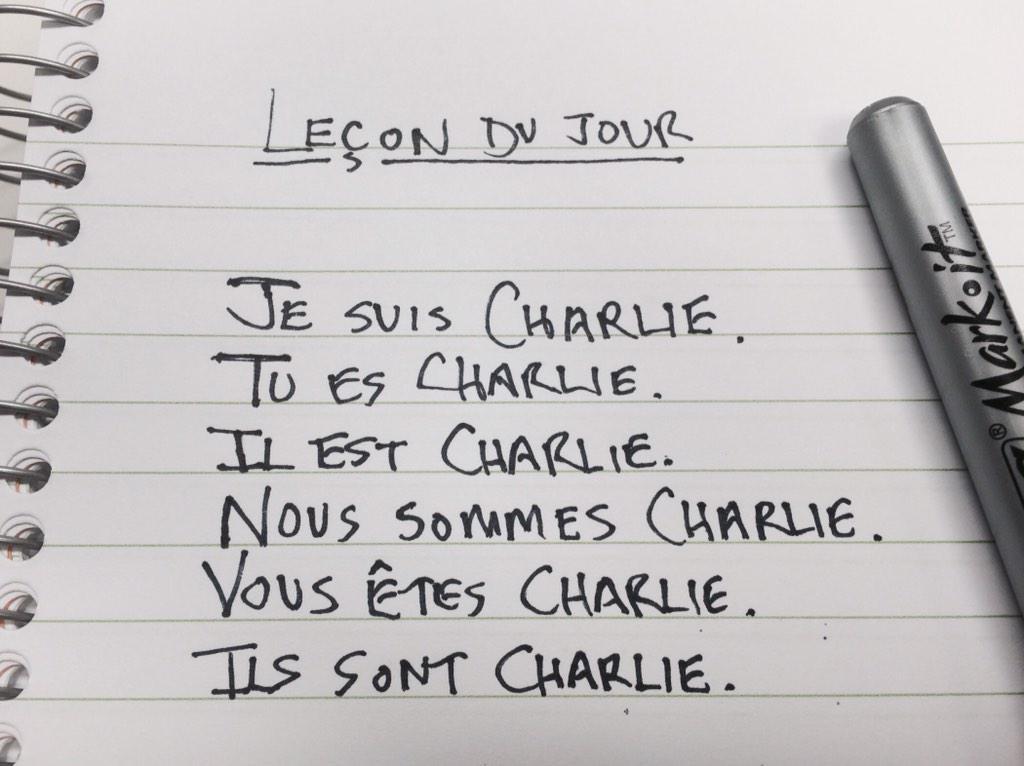 LEÇON DU JOUR
JE SUIS CHARLIE.
TU ES CHARLIE.
IL EST CHARLIE.
NOUS SOMMES CHARLIE.
VOUS ÊTES CHARLIE.
ILS SONT CHARLIE.
Markoit™
®